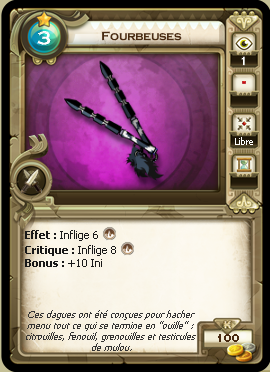 3
Fourbeuses
1
Libre
Effet : Inflige 6
Critique : Inflige 8
Bonus : +10 Ini
Ces dagues ont été conçues pour hacher
menu tout ce qui se termine en "ouille" :
citrouilles, fenouil, grenouilles et testicules
de mulou.
K
100